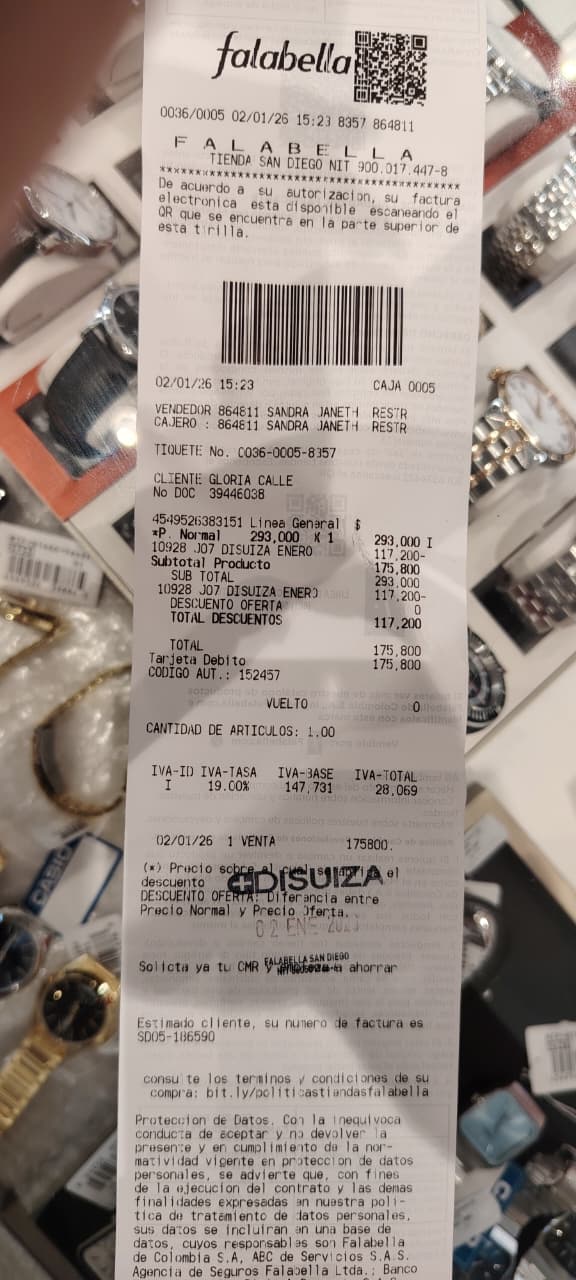 falabella
0036/0005 02/01/26 15:23 8357 864811
F A L A B E L L A
TIENDA SAN DIEGO NIT 900.017.447-8
****************************************
De acuerdo a su autorizacion, su factura
electronica esta disponible escaneando el
QR que se encuentra en la parte superior de
esta tirilla.
02/01/26 15:23 CAJA 0005
VENDEDOR 864811 SANDRA JANETH RESTR
CAJERO : 864811 SANDRA JANETH RESTR
TIQUETE No. 0036-0005-8357
CLIENTE GLORIA CALLE
No DOC 39446038
4549526383151 Linea General $
*P. Normal 293,000 X 1 293,000 I
10928 J07 DISUIZA ENERO 117,200-
Subtotal Producto 175,800
SUB TOTAL 293,000
10928 J07 DISUIZA ENERO 117,200-
DESCUENTO OFERTA 0
TOTAL DESCUENTOS 117,200
TOTAL 175,800
Tarjeta Debito 175,800
CODIGO AUT.: 152457
VUELTO 0
CANTIDAD DE ARTICULOS: 1.00
IVA-ID IVA-TASA IVA-BASE IVA-TOTAL
I 19.00% 147,731 28,069
02/01/26 1 VENTA 175800.
(*) Precio sobre el cual se aplica el
descuento
DISUIZA
DESCUENTO OFERTA: Diferencia entre
Precio Normal y Precio Oferta.
02 ENE
FALABELLA SAN DIEGO
Solicta ya tu CMR y a ahorrar
Estimado cliente, su numero de factura es
SD05-186590
consulte los terminos y condiciones de su
compra: bit.ly/politicastiendasfalabella
Proteccion de Datos. Con la inequivoca
conducta de aceptar y no devolver la
presente y en cumplimiento de la nor-
matividad vigente en proteccion de datos
personales, se advierte que, con fines
de la ejecucion del contrato y las demas
finalidades expresadas en nuestra poli-
tica de tratamiento de datos personales,
sus datos se incluiran en una base de
datos, cuyos responsables son Falabella
de Colombia S.A, ABC de Servicios S.A.S.
Agencia de Seguros Falabella Ltda.; Banco
CASIO